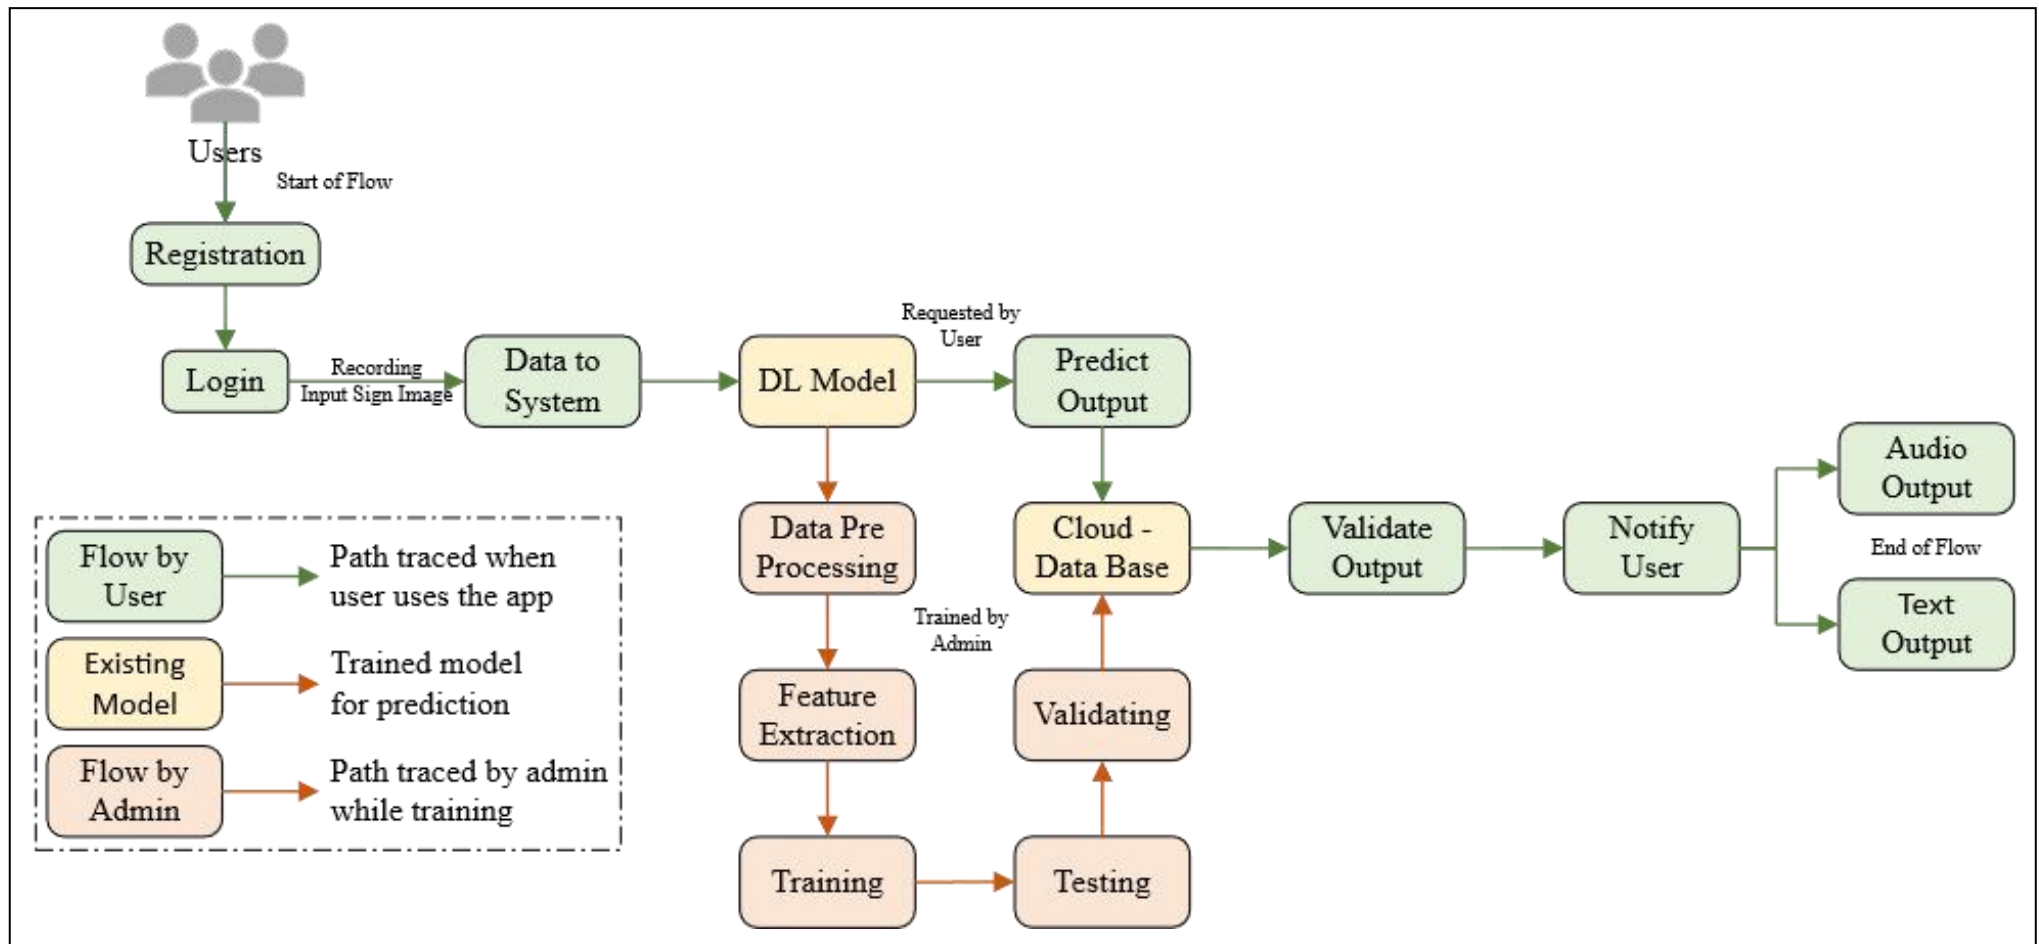 Users
Start of Flow
Registration
Login
Recording
Input Sign Image
Data to
System
DL Model
Requested by
User
Predict
Output
Data Pre
Processing
Cloud -
Data Base
Validate
Output
Notify
User
Audio
Output
End of Flow
Text
Output
Trained by
Admin
Feature
Extraction
Validating
Training
Testing
Flow by
User
Path traced when
user uses the app
Existing
Model
Trained model
for prediction
Flow by
Admin
Path traced by admin
while training